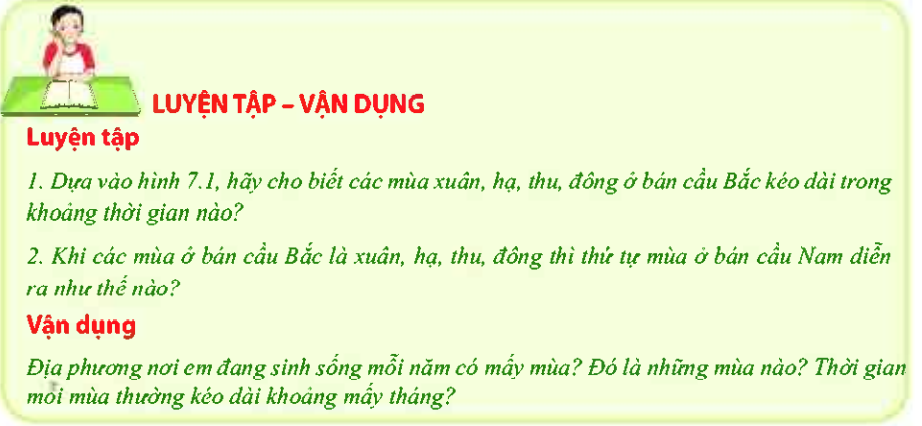 LUYỆN TẬP – VẬN DỤNG
Luyện tập
1. Dựa vào hình 7.1, hãy cho biết các mùa xuân, hạ, thu, đông ở bán cầu Bắc kéo dài trong
khoảng thời gian nào?
2. Khi các mùa ở bán cầu Bắc là xuân, hạ, thu, đông thì thứ tự mùa ở bán cầu Nam diễn
ra như thế nào?
Vận dụng
Địa phương nơi em đang sinh sống mỗi năm có mấy mùa? Đó là những mùa nào? Thời gian
mỗi mùa thường kéo dài khoảng mấy tháng?